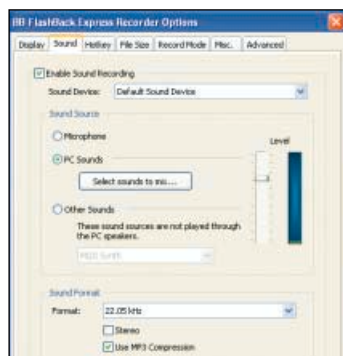 BB FlashBack Express Recorder Options
Display Sound Hotkey File Size Record Mode Misc. Advanced
Enable Sound Recording
Sound Device: Default Sound Device
Sound Source
Microphone
Level
PC Sounds
Select sounds to mix...
Other Sounds
These sound sources are not played through
the PC speakers.
MIDI Synth
Sound Format
Format: 22.05 kHz
Stereo
Use MP3 Compression